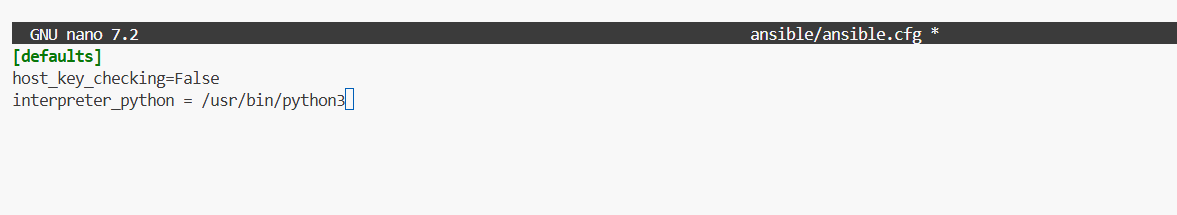 GNU nano 7.2 ansible/ansible.cfg *
[defaults]
host_key_checking=False
interpreter_python = /usr/bin/python3